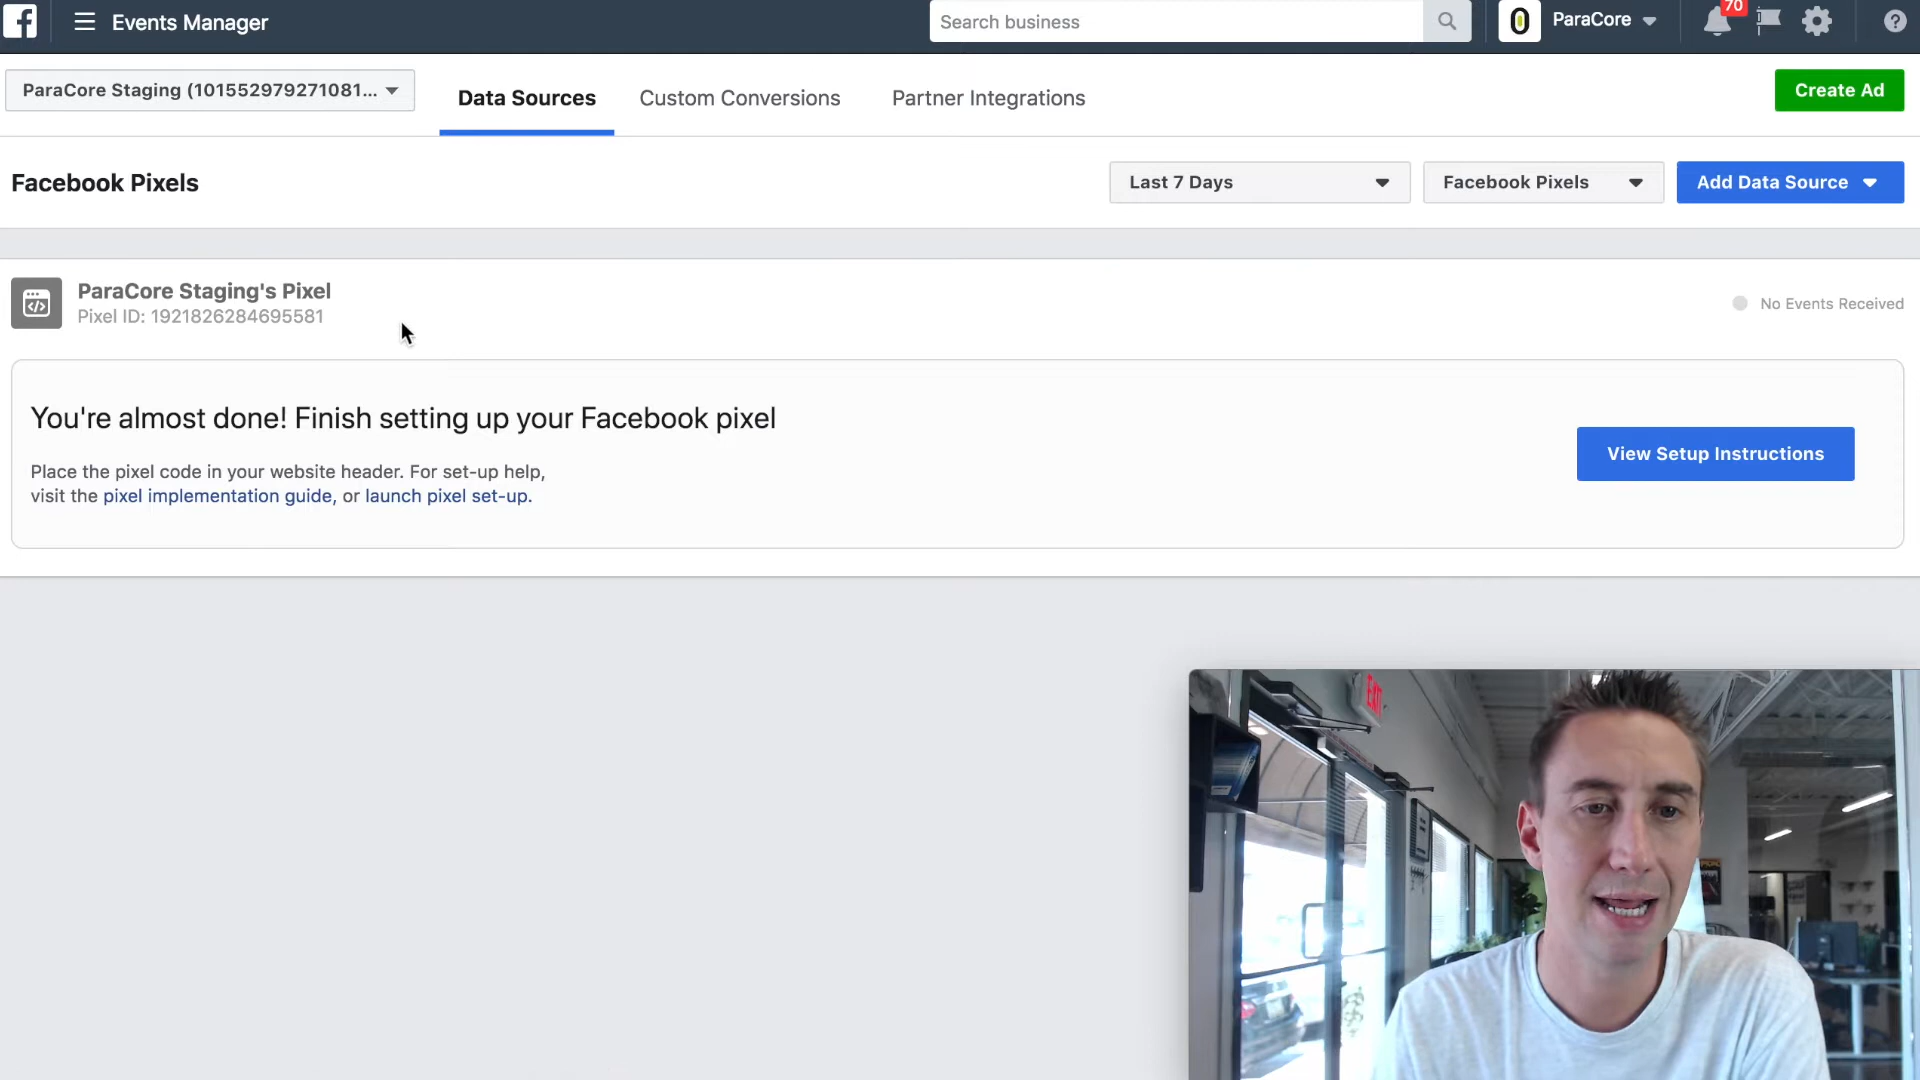 Events Manager
Search business
ParaCore
70
ParaCore Staging (101552979271081...
Data Sources
Custom Conversions
Partner Integrations
Create Ad
Facebook Pixels
Last 7 Days
Facebook Pixels
Add Data Source
ParaCore Staging's Pixel
Pixel ID: 1921826284695581
No Events Received
You're almost done! Finish setting up your Facebook pixel
Place the pixel code in your website header. For set-up help,
visit the pixel implementation guide, or launch pixel set-up.
View Setup Instructions
EXIT